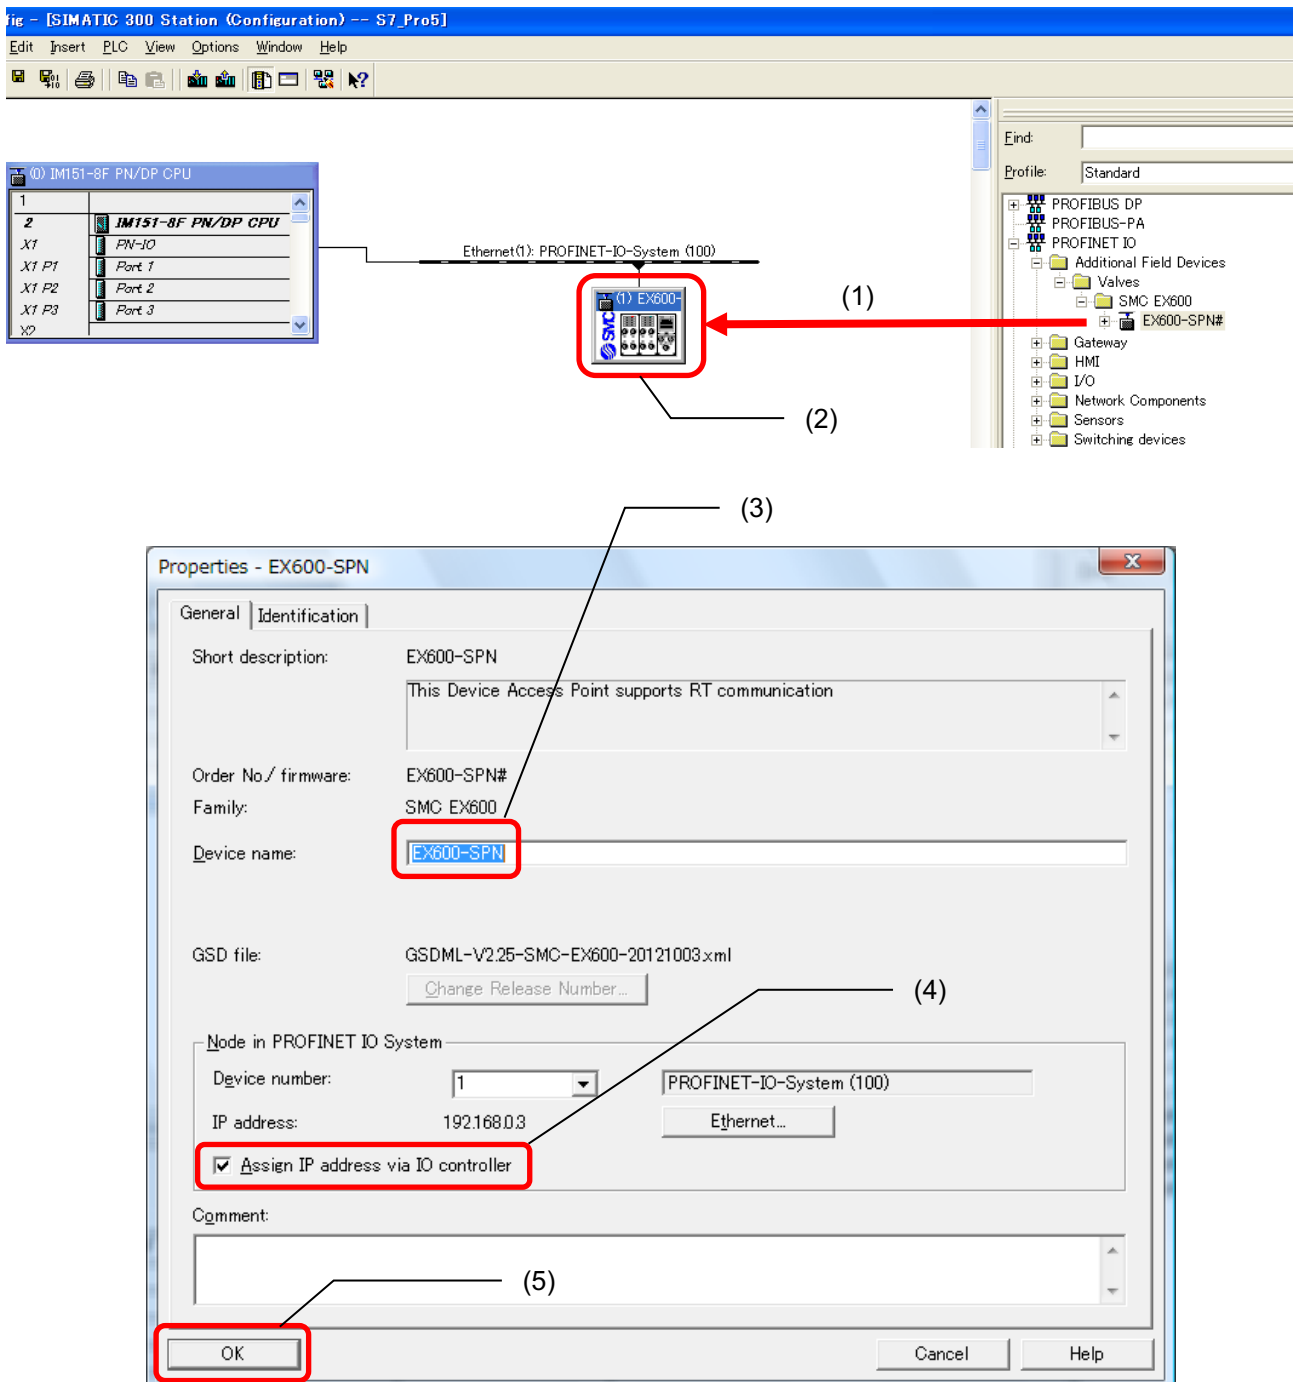 fig - [SIMATIC 300 Station (Configuration) -- S7_Pro5]
Edit Insert PLC View Options Window Help
Find:
Profile: Standard
(0) IM151-8F PN/DP CPU
1
2 IM151-8F PN/DP CPU
X1 PN-IO
X1 P1 Port 1
X1 P2 Port 2
X1 P3 Port 3
X2
Ethernet(1): PROFINET-IO-System (100)
(1) EX600-
SMC
(1)
(2)
PROFIBUS DP
PROFIBUS-PA
PROFINET IO
Additional Field Devices
Valves
SMC EX600
EX600-SPN#
Gateway
HMI
I/O
Network Components
Sensors
Switching devices
(3)
Properties - EX600-SPN
General Identification
Short description: EX600-SPN
This Device Access Point supports RT communication
Order No./ firmware: EX600-SPN#
Family: SMC EX600
Device name: EX600-SPN
GSD file: GSDML-V2.25-SMC-EX600-20121003.xml
Change Release Number...
(4)
Node in PROFINET IO System
Device number: 1 PROFINET-IO-System (100)
IP address: 192.168.0.3 Ethernet...
Assign IP address via IO controller
Comment:
(5)
OK Cancel Help